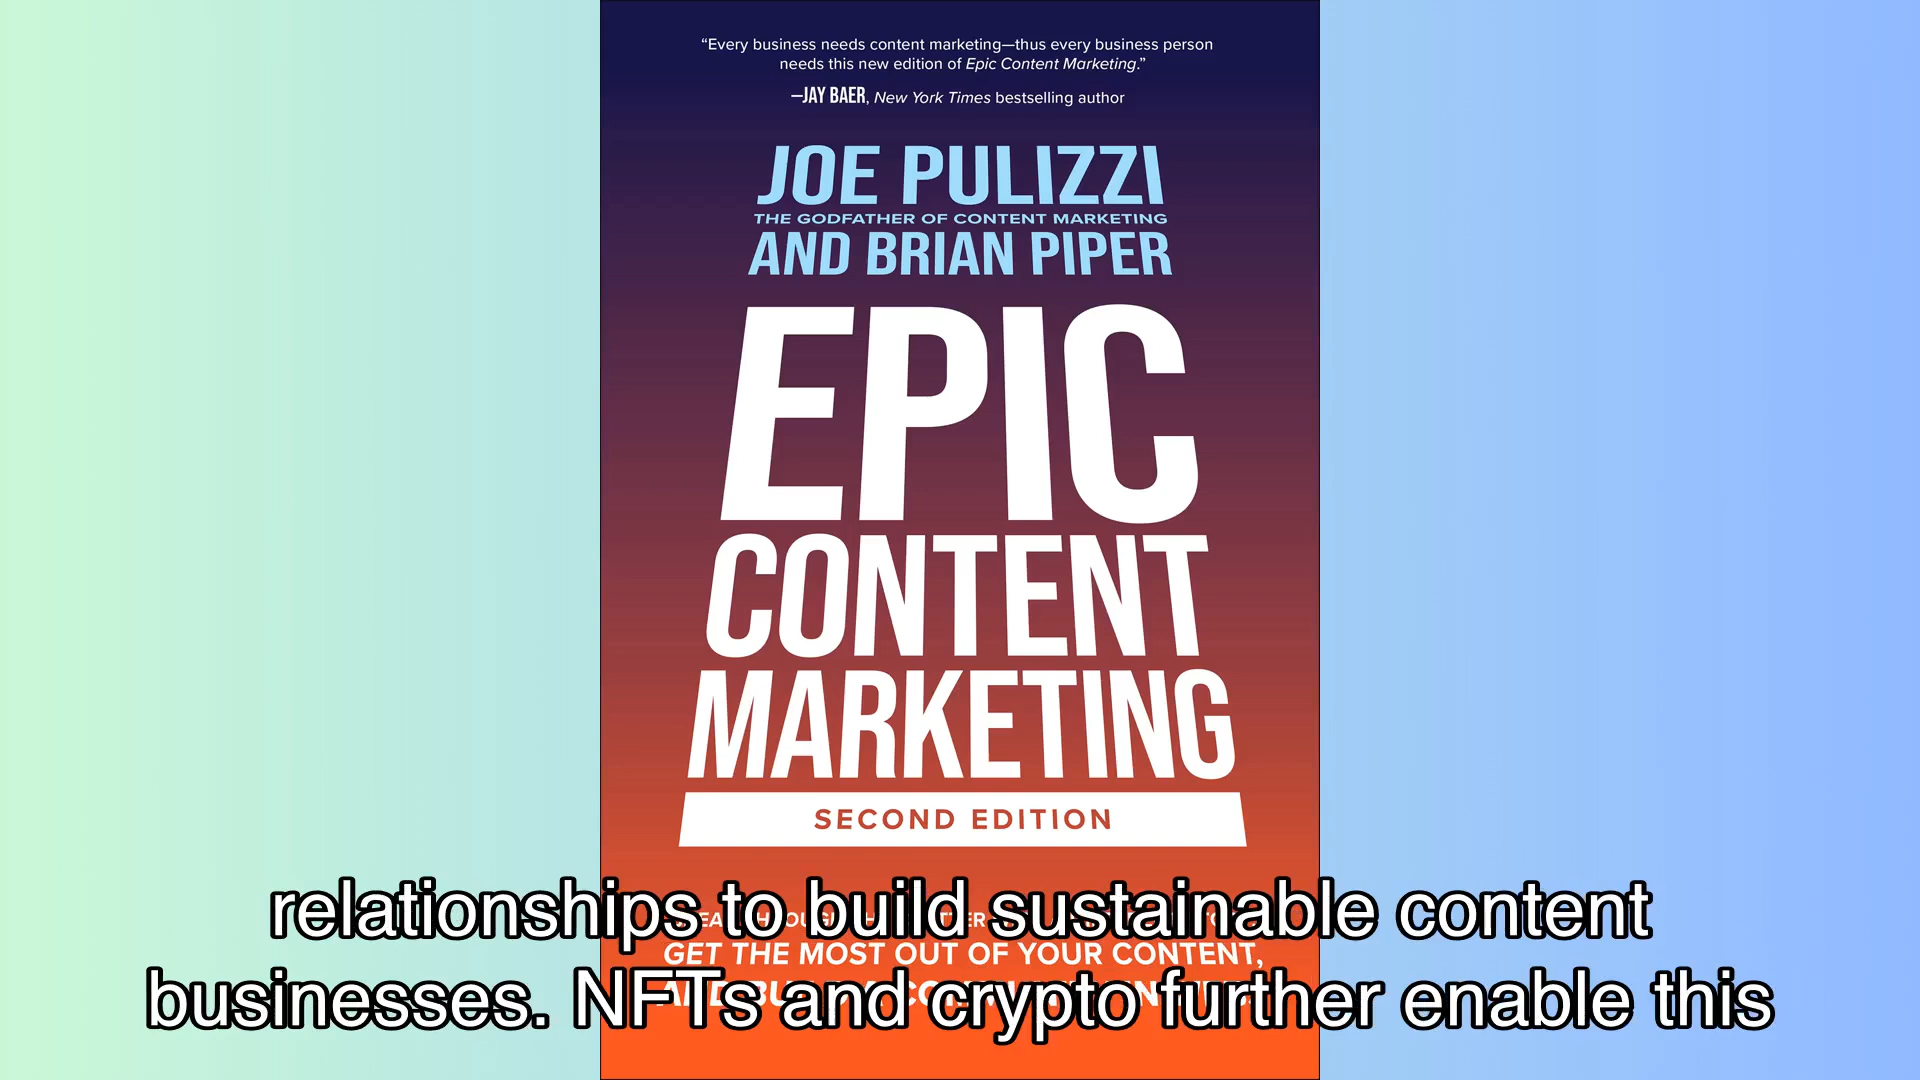 “Every business needs content marketing—thus every business person
needs this new edition of Epic Content Marketing.”
—JAY BAER, New York Times bestselling author
JOE PULIZZI
THE GODFATHER OF CONTENT MARKETING
AND BRIAN PIPER
EPIC
CONTENT
MARKETING
SECOND EDITION
relationships to build sustainable content
GET THE MOST OUT OF YOUR CONTENT,
businesses. NFTs and crypto further enable this